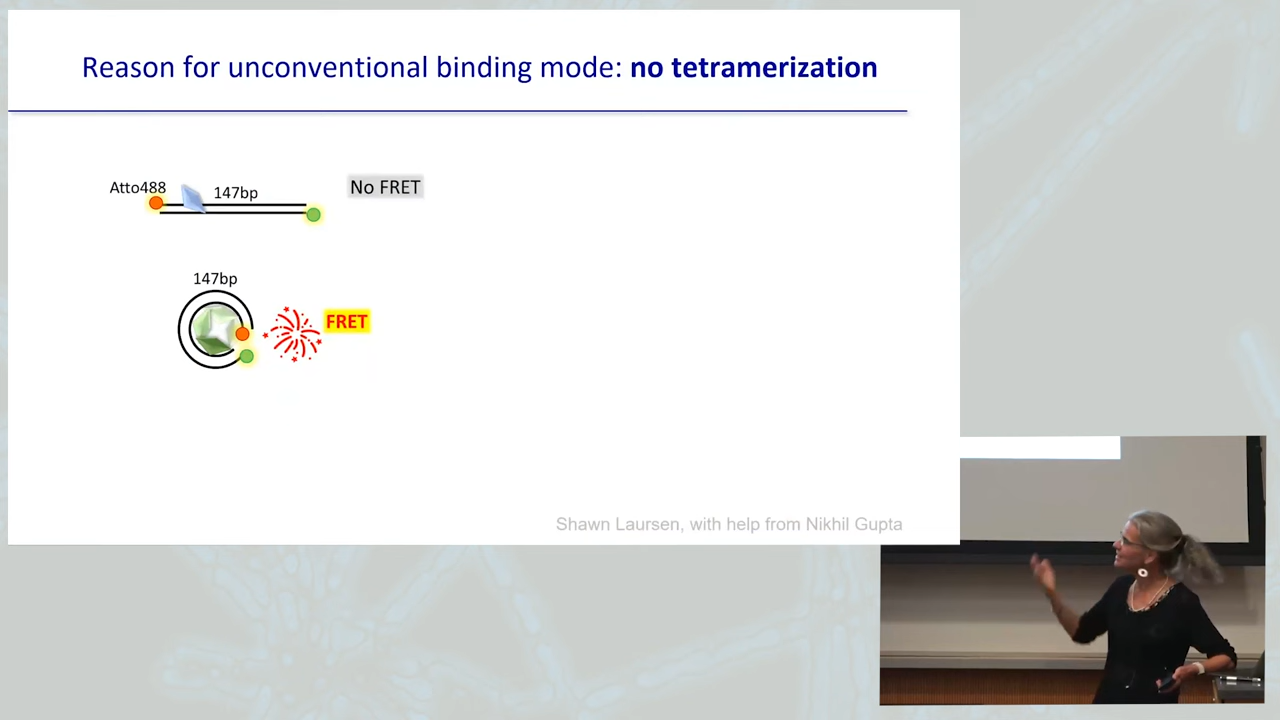 Reason for unconventional binding mode: no tetramerization
Atto488
147bp
No FRET
147bp
FRET
Shawn Laursen, with help from Nikhil Gupta